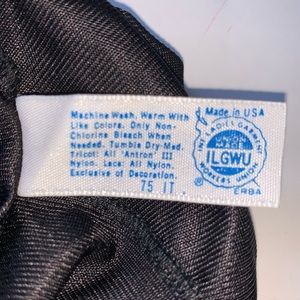 Machine Wash, Warm With
Like Colors. Only Non-
Chlorine Bleach When
Needed. Tumble Dry-Med.
Tricot: All "Antron" III
Nylon. Lace: All Nylon.
Exclusive of Decoration.
75 IT.
Made in USA
INT'L LADIES GARMENT
WORKERS UNION
UNION MADE
ILGWU
®
ERBA